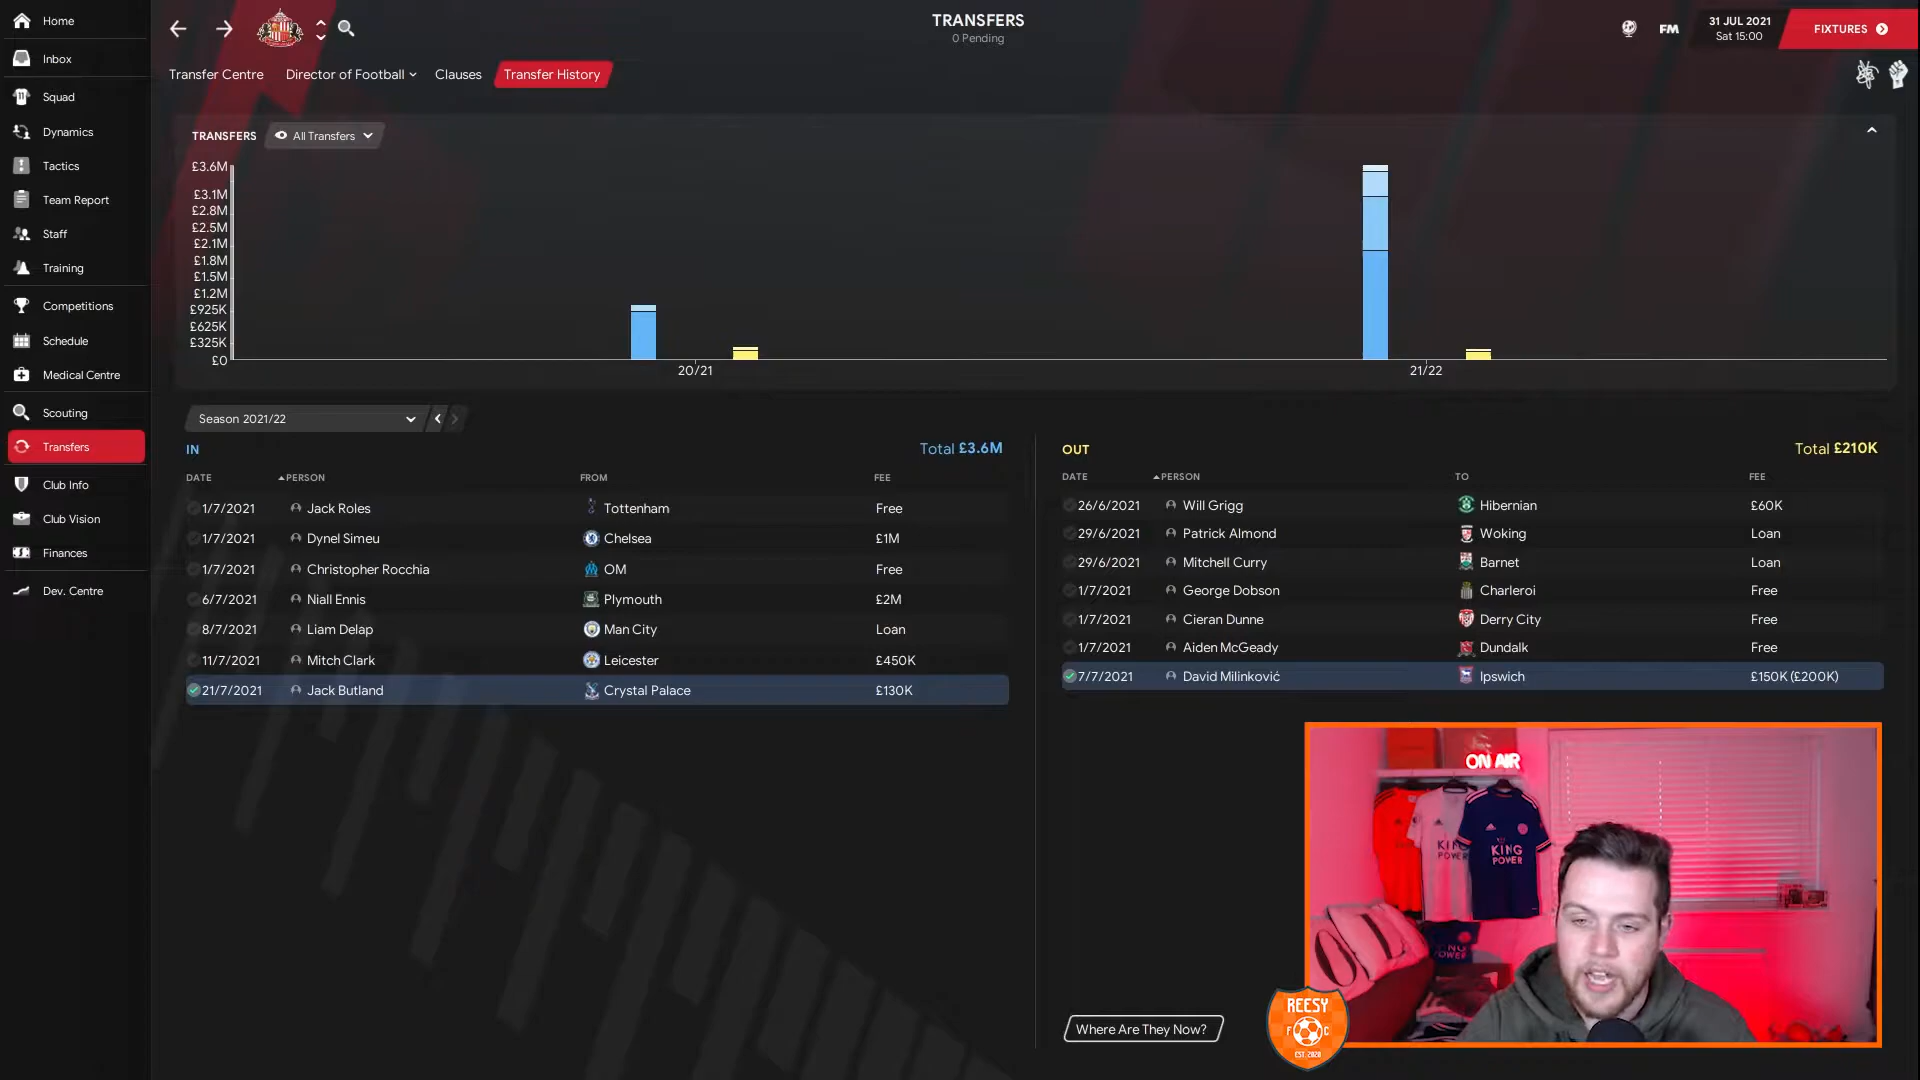 Home
Inbox
Squad
Dynamics
Tactics
Team Report
Staff
Training
Competitions
Schedule
Medical Centre
Scouting
Transfers
Club Info
Club Vision
Finances
Dev. Centre
TRANSFERS
0 Pending
FM
31 JUL 2021
Sat 15:00
FIXTURES
Transfer Centre Director of Football Clauses Transfer History
TRANSFERS All Transfers
£3.6M
£3.1M
£2.8M
£2.5M
£2.1M
£1.8M
£1.5M
£1.2M
£925K
£625K
£325K
£0
20/21 21/22
Season 2021/22
IN Total £3.6M
DATE PERSON FROM FEE
1/7/2021 Jack Roles Tottenham Free
1/7/2021 Dynel Simeu Chelsea £1M
1/7/2021 Christopher Rocchia OM Free
6/7/2021 Niall Ennis Plymouth £2M
8/7/2021 Liam Delap Man City Loan
11/7/2021 Mitch Clark Leicester £450K
21/7/2021 Jack Butland Crystal Palace £130K
OUT Total £210K
DATE PERSON TO FEE
26/6/2021 Will Grigg Hibernian £60K
29/6/2021 Patrick Almond Woking Loan
29/6/2021 Mitchell Curry Barnet Loan
1/7/2021 George Dobson Charleroi Free
1/7/2021 Cieran Dunne Derry City Free
1/7/2021 Aiden McGeady Dundalk Free
7/7/2021 David Milinković Ipswich £150K (£200K)
ON AIR
KING
POWER
KING
POWER
Where Are They Now?
REESY
F C
EST. 2020